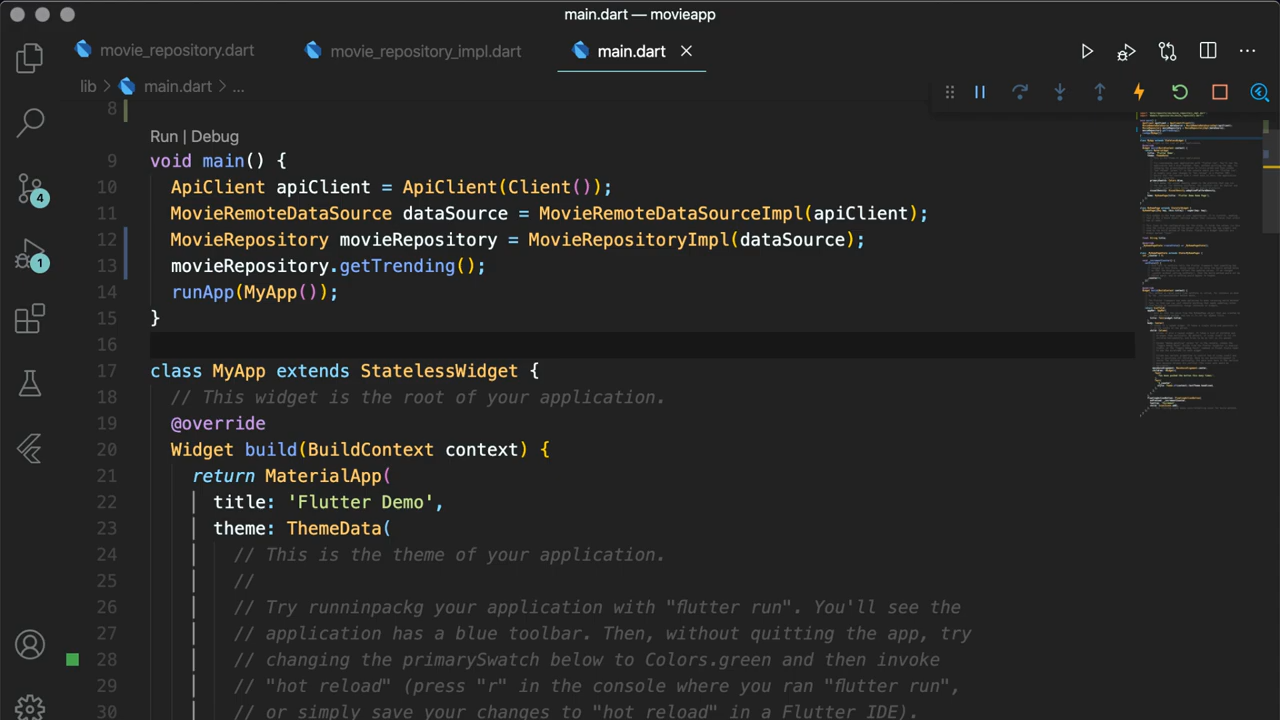 main.dart — movieapp
movie_repository.dart
movie_repository_impl.dart
main.dart
lib > main.dart > ...
8
Run | Debug
9 void main() {
10 ApiClient apiClient = ApiClient(Client());
11 MovieRemoteDataSource dataSource = MovieRemoteDataSourceImpl(apiClient);
12 MovieRepository movieRepository = MovieRepositoryImpl(dataSource);
13 movieRepository.getTrending();
14 runApp(MyApp());
15 }
16
17 class MyApp extends StatelessWidget {
18 // This widget is the root of your application.
19 @override
20 Widget build(BuildContext context) {
21 return MaterialApp(
22 title: 'Flutter Demo',
23 theme: ThemeData(
24 // This is the theme of your application.
25 //
26 // Try runninpackg your application with "flutter run". You'll see the
27 // application has a blue toolbar. Then, without quitting the app, try
28 // changing the primarySwatch below to Colors.green and then invoke
29 // "hot reload" (press "r" in the console where you ran "flutter run",
30 // or simply save your changes to "hot reload" in a Flutter IDE).
4
1